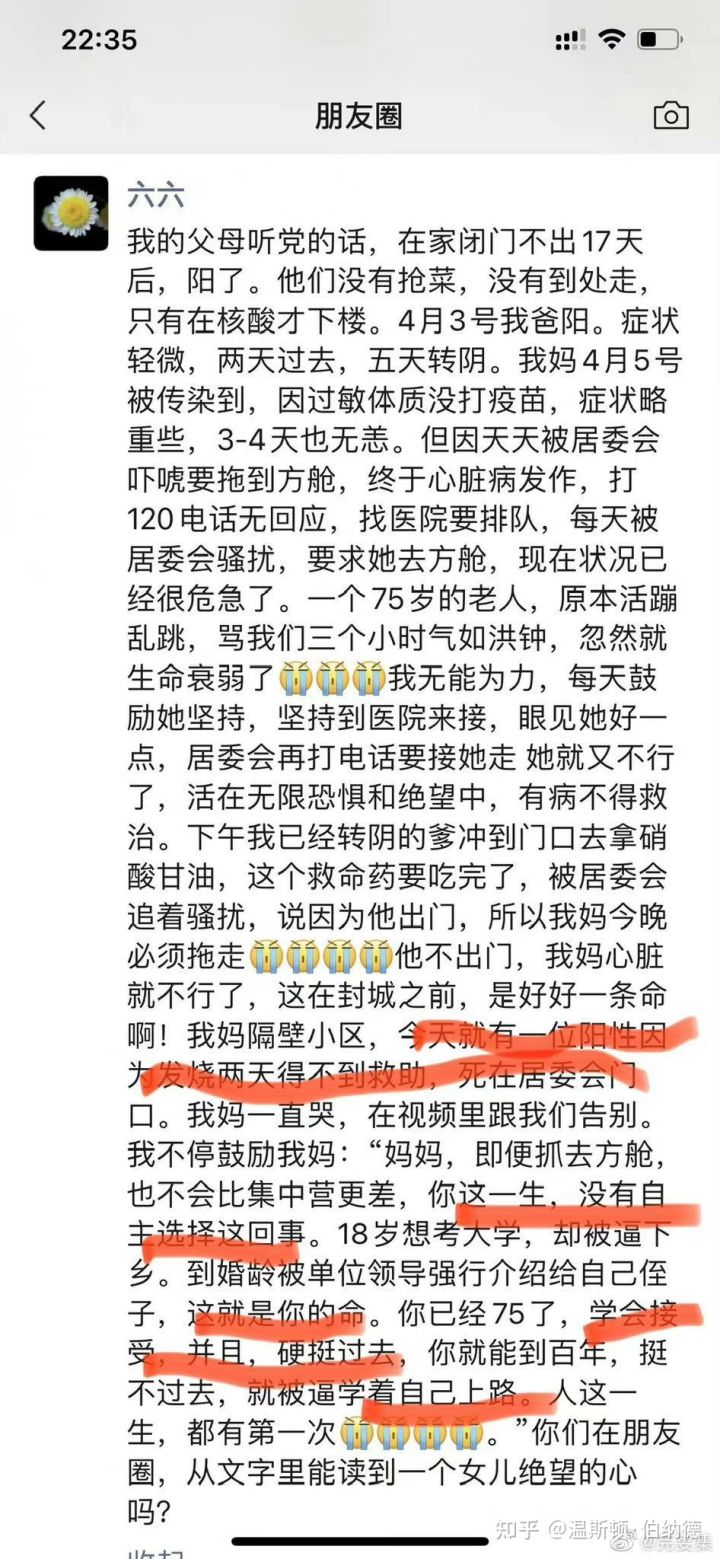 22:35
朋友圈
六六
我的父母听党的话，在家闭门不出17天
后，阳了。他们没有抢菜，没有到处走，
只有在核酸才下楼。4月3号我爸阳。症状
轻微，两天过去，五天转阴。我妈4月5号
被传染到，因过敏体质没打疫苗，症状略
重些，3-4天也无恙。但因天天被居委会
吓唬要拖到方舱，终于心脏病发作，打
120电话无回应，找医院要排队，每天被
居委会骚扰，要求她去方舱，现在状况已
经很危急了。一个75岁的老人，原本活蹦
乱跳，骂我们三个小时气如洪钟，忽然就
生命衰弱了😭😭😭我无能为力，每天鼓
励她坚持，坚持到医院来接，眼见她好一
点，居委会再打电话要接她走 她就又不行
了，活在无限恐惧和绝望中，有病不得救
治。下午我已经转阴的爹冲到门口去拿硝
酸甘油，这个救命药要吃完了，被居委会
追着骚扰，说因为他出门，所以我妈今晚
必须拖走😭😭😭😭他不出门，我妈心脏
就不行了，这在封城之前，是好好一条命
啊！我妈隔壁小区，今天就有一位阳性因
为发烧两天得不到救助，死在居委会门
口。我妈一直哭，在视频里跟我们告别。
我不停鼓励我妈：“妈妈，即便抓去方舱，
也不会比集中营更差，你这一生，没有自
主选择这回事。18岁想考大学，却被逼下
乡。到婚龄被单位领导强行介绍给自己侄
子，这就是你的命。你已经75了，学会接
受，并且，硬挺过去，你就能到百年，挺
不过去，就被逼学着自己上路。人这一
生，都有第一次😭😭😭😭。”你们在朋友
圈，从文字里能读到一个女儿绝望的心
吗？
收起
知乎 @温斯顿·伯纳德